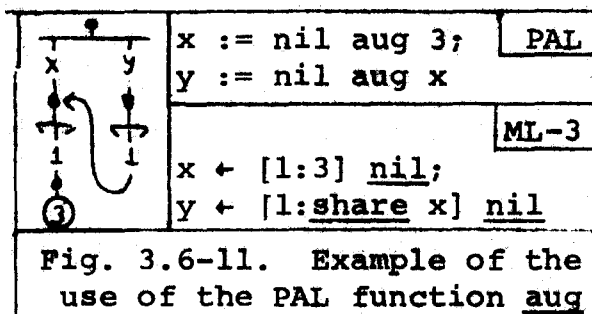 x y
1 1
3
x := nil aug 3; PAL
y := nil aug x
ML-3
x ← [1:3] nil;
y ← [1:share x] nil
Fig. 3.6-11. Example of the
use of the PAL function aug